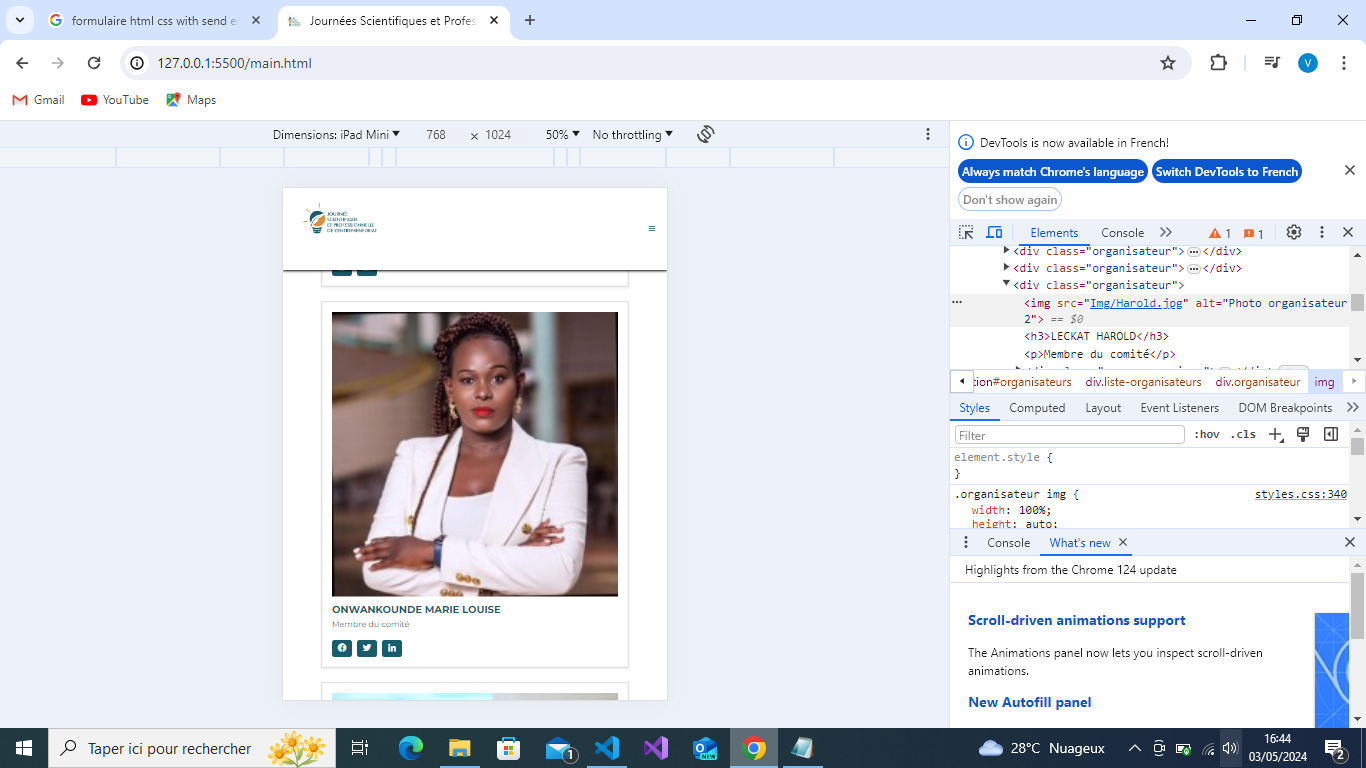 formulaire html css with send e
Journées Scientifiques et Profes
127.0.0.1:5500/main.html
V
Gmail
YouTube
Maps
Dimensions: iPad Mini
768
×
1024
50%
No throttling
DevTools is now available in French!
Always match Chrome's language
Switch DevTools to French
Don't show again
Elements
Console
1
1
<div class="organisateur"> ⋯ </div>
<div class="organisateur"> ⋯ </div>
<div class="organisateur">
<img src="Img/Harold.jpg" alt="Photo organisateur
2"> == $0
<h3>LECKAT HAROLD</h3>
<p>Membre du comité</p>
tion#organisateurs
div.liste-organisateurs
div.organisateur
img
Styles
Computed
Layout
Event Listeners
DOM Breakpoints
Filter
:hov
.cls
element.style {
}
.organisateur img {
styles.css:340
width: 100%;
height: auto;
Console
What's new
Highlights from the Chrome 124 update
Scroll-driven animations support
The Animations panel now lets you inspect scroll-driven
animations.
New Autofill panel
JOURNÉE
SCIENTIFIQUE
ET PROFESSIONNELLE
DE L'ENTREPRENEURIAT
ONWANKOUNDE MARIE LOUISE
Membre du comité
Taper ici pour rechercher
1
NEW
28°C Nuageux
16:44
03/05/2024
2